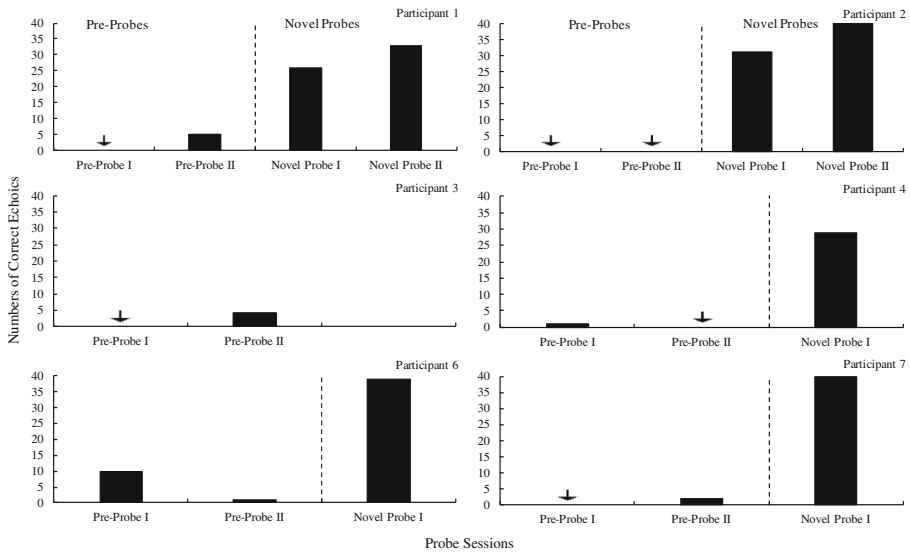 Participant 1
Pre-Probes
Novel Probes
40
35
30
25
20
15
10
5
0
Pre-Probe I
Pre-Probe II
Novel Probe I
Novel Probe II
Participant 2
Pre-Probes
Novel Probes
40
35
30
25
20
15
10
5
0
Pre-Probe I
Pre-Probe II
Novel Probe I
Novel Probe II
Numbers of Correct Echoics
Participant 3
40
35
30
25
20
15
10
5
0
Pre-Probe I
Pre-Probe II
Participant 4
40
35
30
25
20
15
10
5
0
Pre-Probe I
Pre-Probe II
Novel Probe I
Participant 6
40
35
30
25
20
15
10
5
0
Pre-Probe I
Pre-Probe II
Novel Probe I
Participant 7
40
35
30
25
20
15
10
5
0
Pre-Probe I
Pre-Probe II
Novel Probe I
Probe Sessions